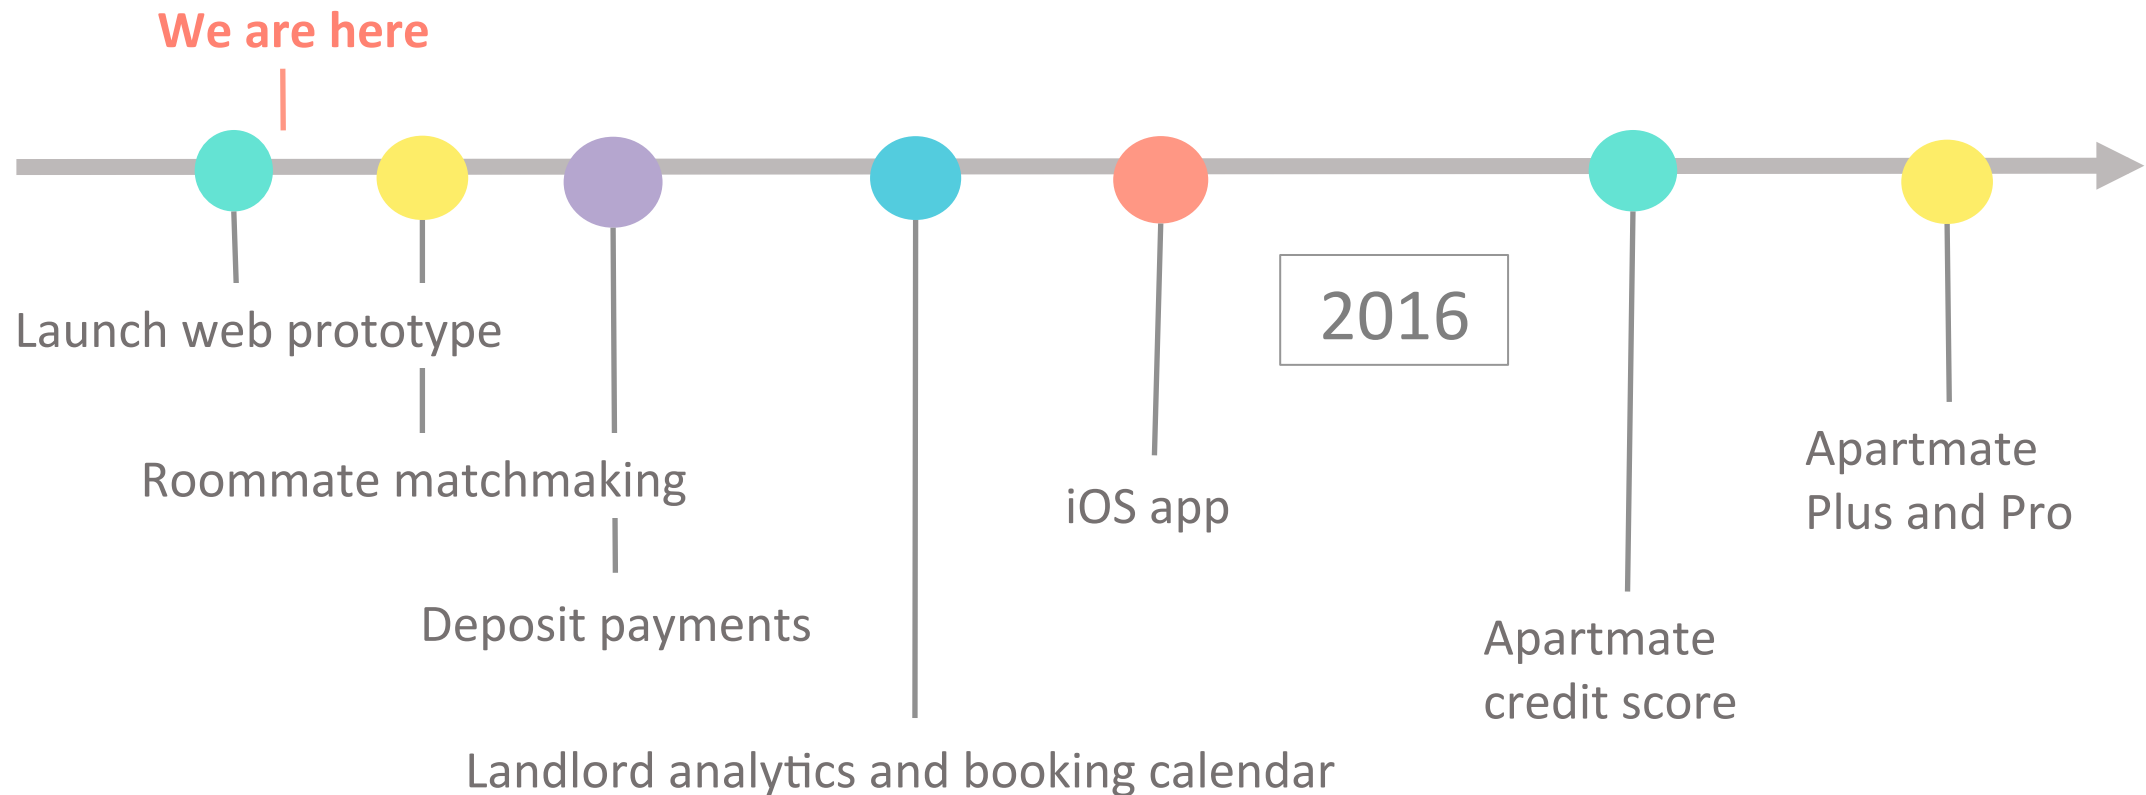 We are here
Launch web prototype
Roommate matchmaking
Deposit payments
Landlord analytics and booking calendar
iOS app
2016
Apartmate
credit score
Apartmate
Plus and Pro